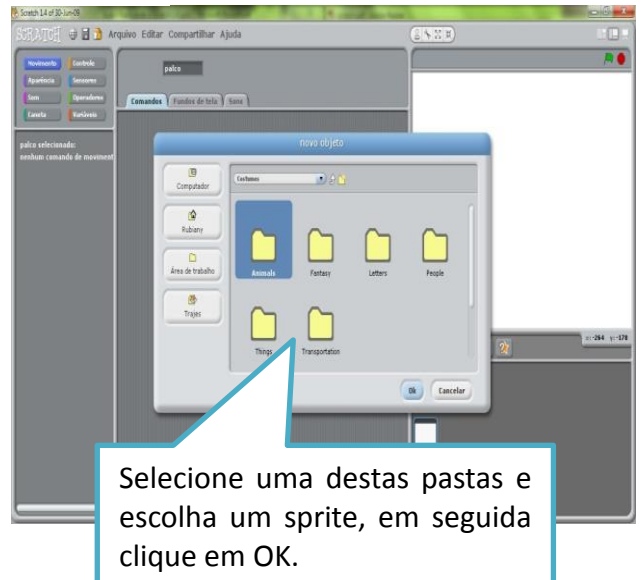 Scratch 1.4 of 30-Jun-09
SCRATCH Arquivo Editar Compartilhar Ajuda
Movimento Controle
Aparência Sensores
Som Operadores
Caneta Variáveis
palco
Comandos Fundos de tela Sons
palco selecionado:
nenhum comando de moviment
novo objeto
Computador
Rubiany
Área de trabalho
Trajes
Costumes
Animals Fantasy Letters People
Things Transportation
Ok Cancelar
x:-264 y:-178
Selecione uma destas pastas e
escolha um sprite, em seguida
clique em OK.